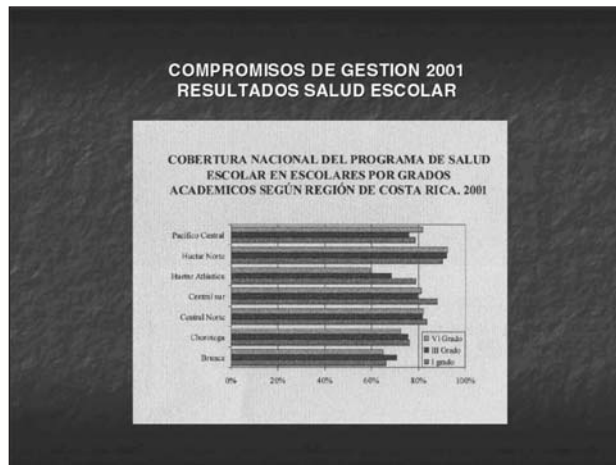 COMPROMISOS DE GESTION 2001
RESULTADOS SALUD ESCOLAR
COBERTURA NACIONAL DEL PROGRAMA DE SALUD
ESCOLAR EN ESCOLARES POR GRADOS
ACADEMICOS SEGÚN REGIÓN DE COSTA RICA. 2001
Pacifico Central
Huetar Norte
Huetar Atlántica
Central sur
Central Norte
Chorotega
Brunca
VI Grado
III Grado
I grado
0%
20%
40%
60%
80%
100%